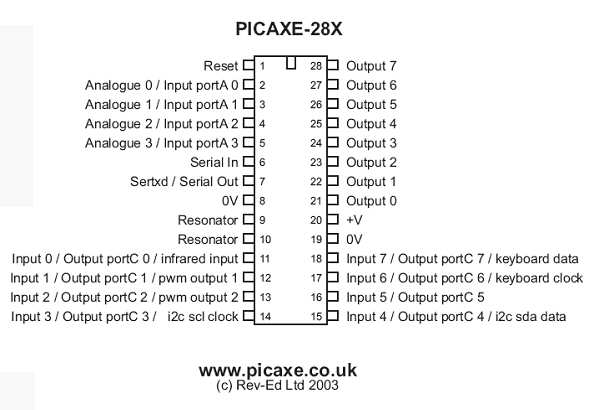 PICAXE-28X
Reset 1 28 Output 7
Analogue 0 / Input portA 0 2 27 Output 6
Analogue 1 / Input portA 1 3 26 Output 5
Analogue 2 / Input portA 2 4 25 Output 4
Analogue 3 / Input portA 3 5 24 Output 3
Serial In 6 23 Output 2
Sertxd / Serial Out 7 22 Output 1
0V 8 21 Output 0
Resonator 9 20 +V
Resonator 10 19 0V
Input 0 / Output portC 0 / infrared input 11 18 Input 7 / Output portC 7 / keyboard data
Input 1 / Output portC 1 / pwm output 1 12 17 Input 6 / Output portC 6 / keyboard clock
Input 2 / Output portC 2 / pwm output 2 13 16 Input 5 / Output portC 5
Input 3 / Output portC 3 / i2c scl clock 14 15 Input 4 / Output portC 4 / i2c sda data
www.picaxe.co.uk
(c) Rev-Ed Ltd 2003